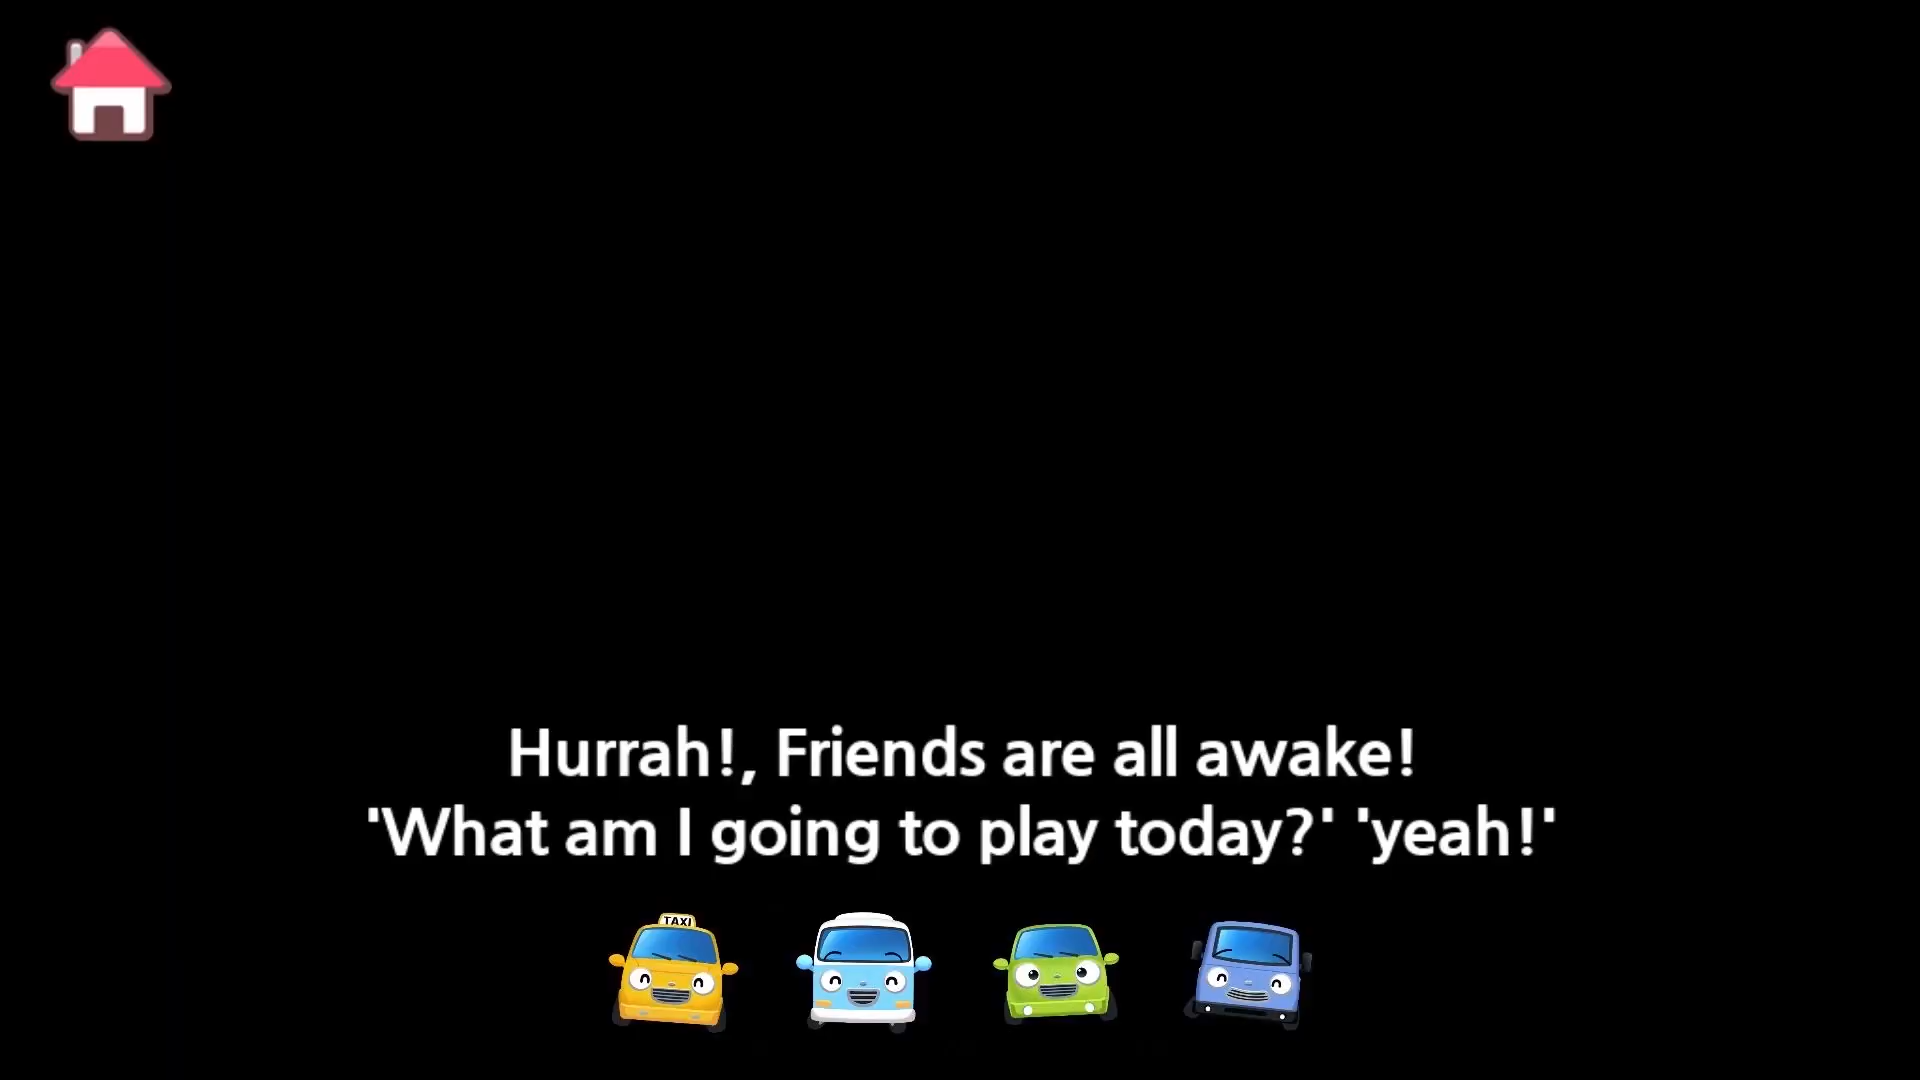 Hurrah!, Friends are all awake!
'What am I going to play today?' 'yeah!'
TAXI